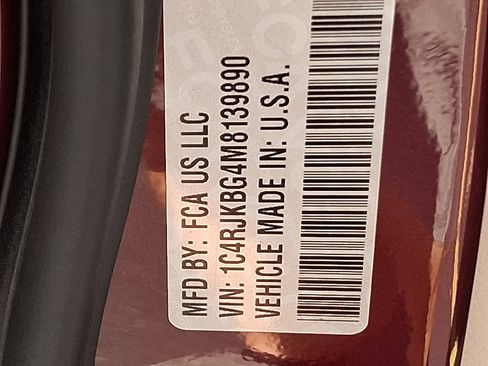 MFD BY: FCA US LLC
VIN: 1C4RJKBG4M8139890
VEHICLE MADE IN: U.S.A.